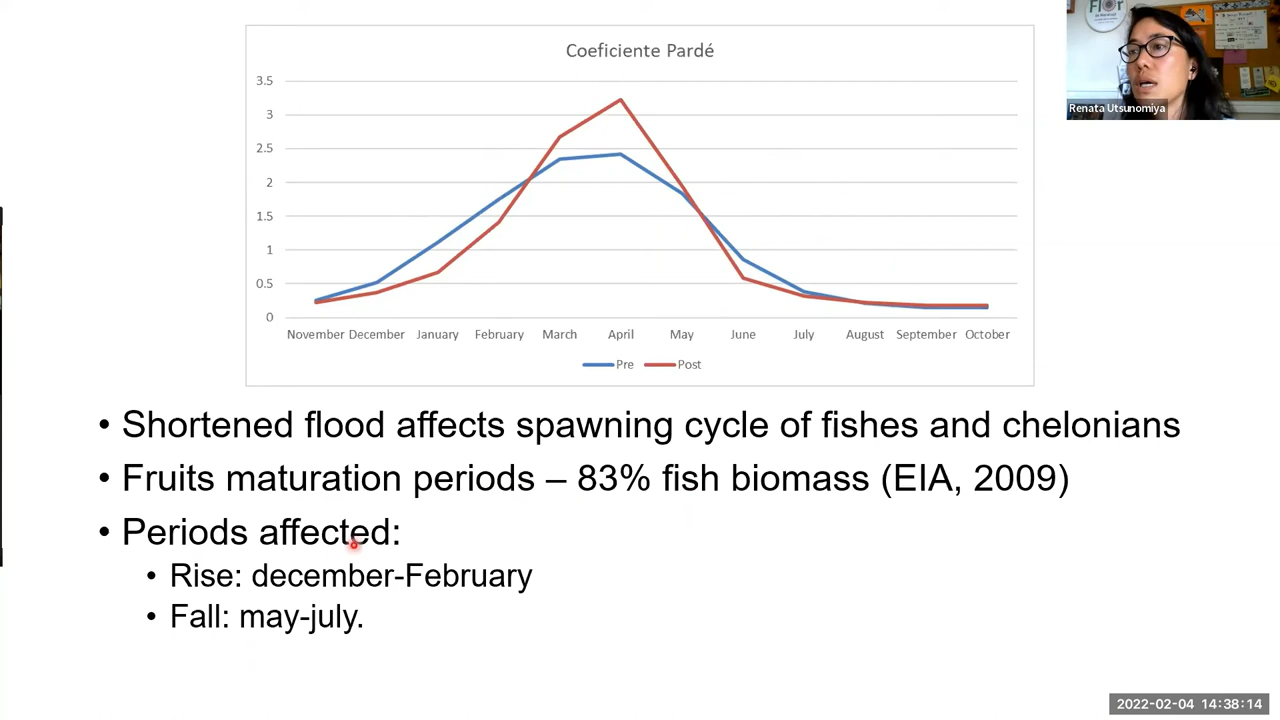 Coeficiente Pardé
3.5
3
2.5
2
1.5
1
0.5
0
November December January February March April May June July August September October
Pre Post
Flor
Renata Utsunomiya
• Shortened flood affects spawning cycle of fishes and chelonians
• Fruits maturation periods – 83% fish biomass (EIA, 2009)
• Periods affected:
• Rise: december-February
• Fall: may-july.
2022-02-04 14:38:14